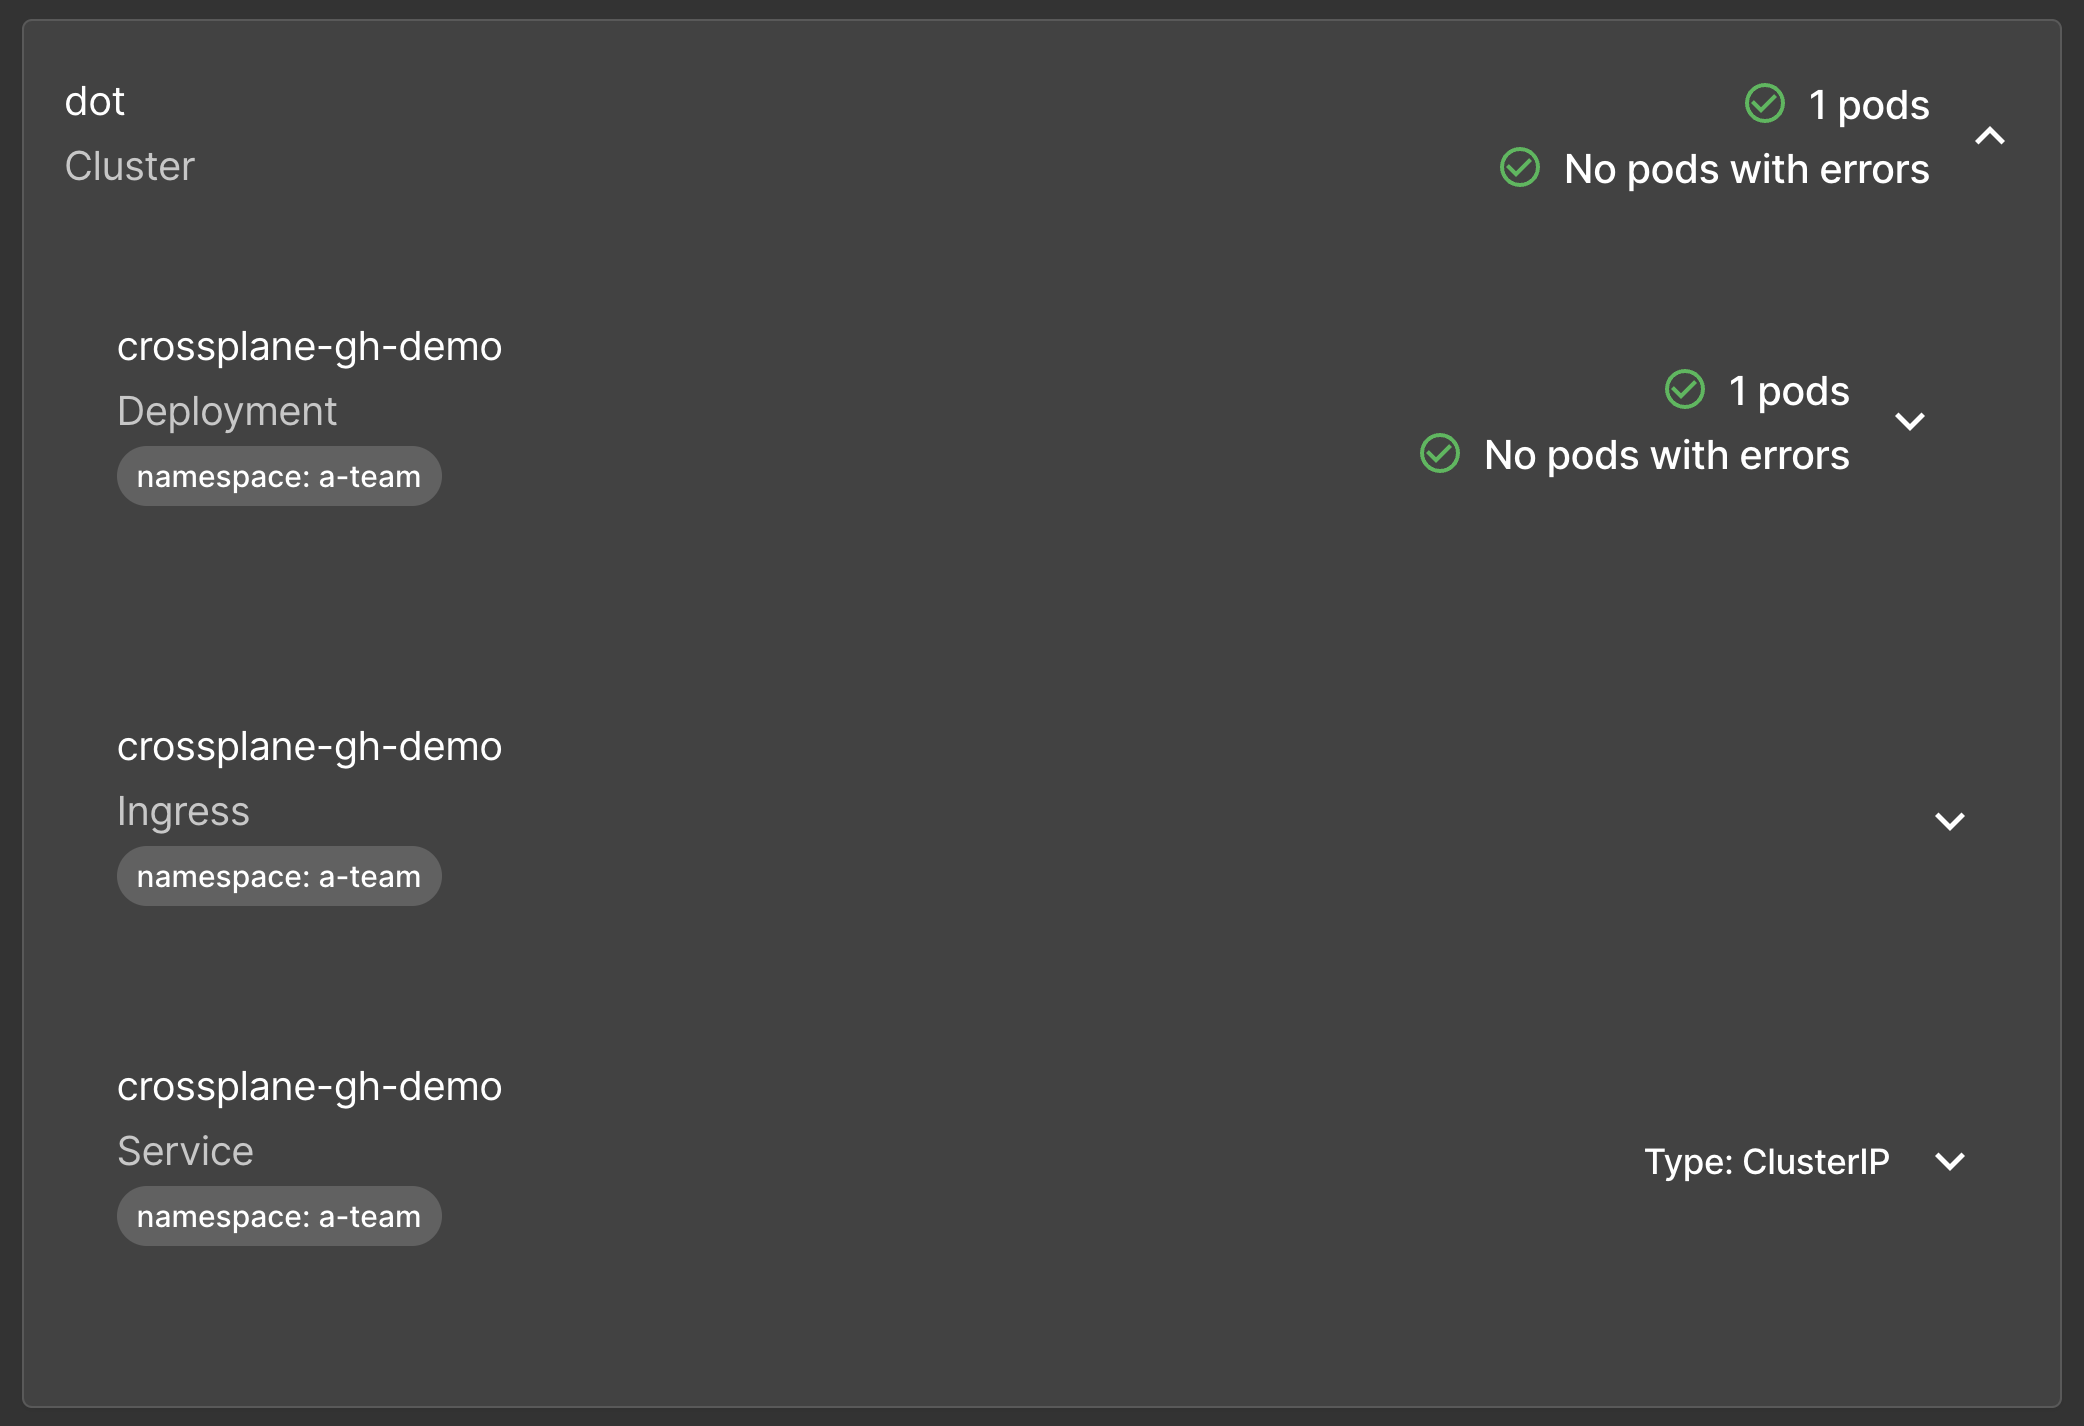 dot
Cluster
1 pods
No pods with errors
crossplane-gh-demo
Deployment
namespace: a-team
1 pods
No pods with errors
crossplane-gh-demo
Ingress
namespace: a-team
crossplane-gh-demo
Service
namespace: a-team
Type: ClusterIP